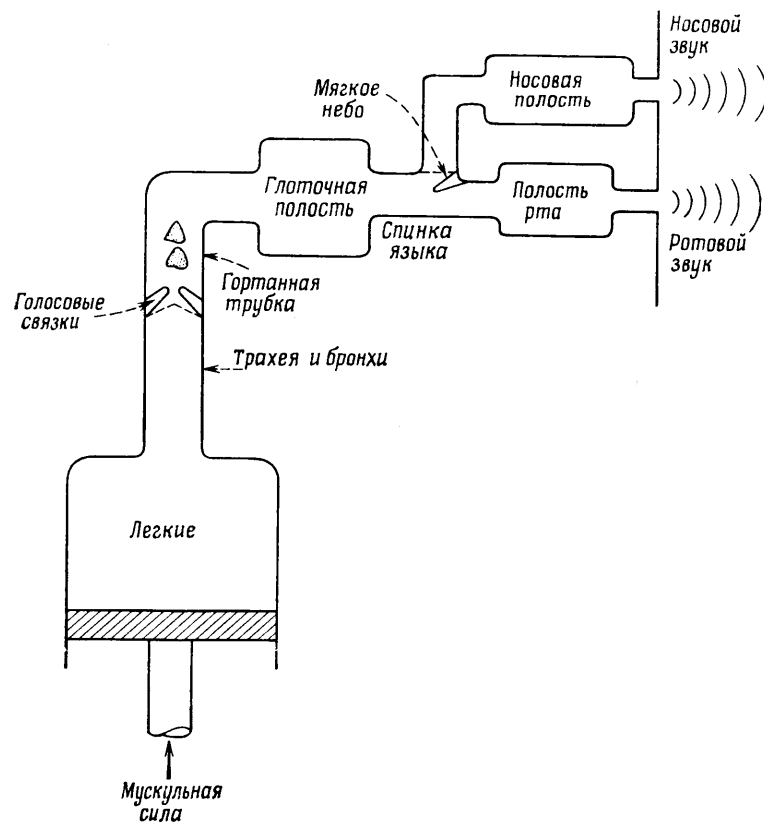 Носовой
звук
Мягкое
небо
Носовая
полость
Глоточная
полость
Полость
рта
Спинка
языка
Ротовой
звук
Гортанная
трубка
Голосовые
связки
Трахея и бронхи
Легкие
Мускульная
сила